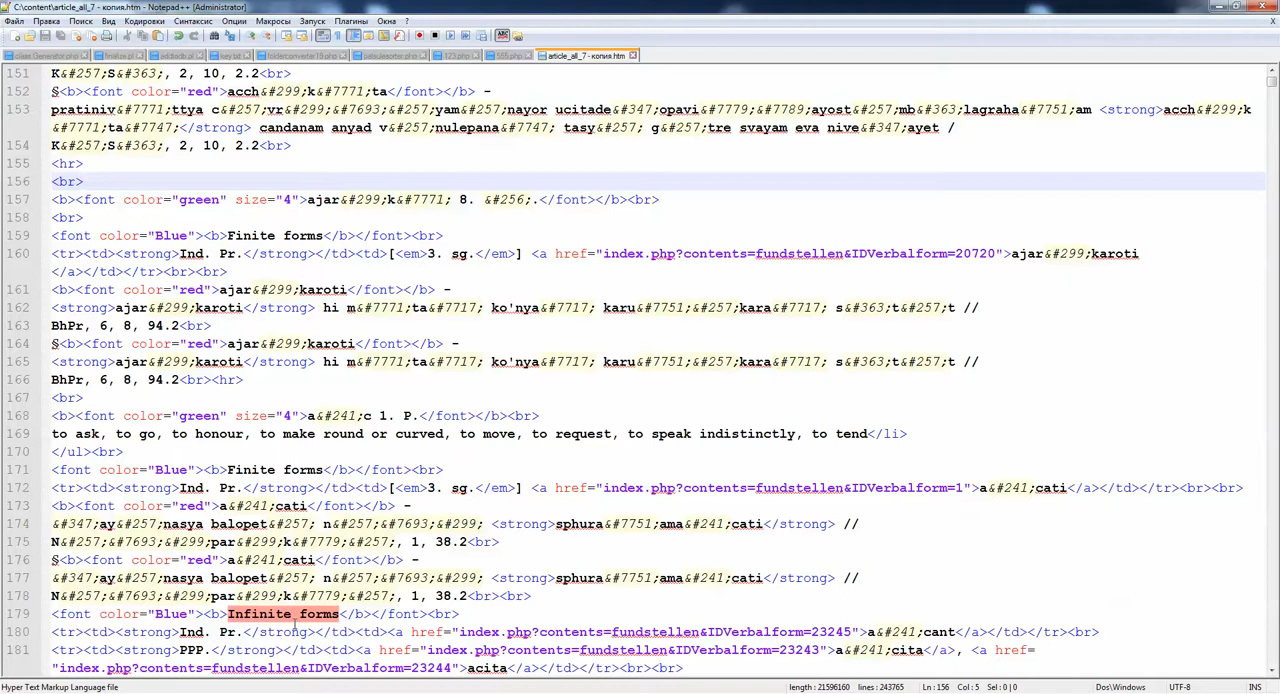 C:\content\article_all_7 - копия.htm - Notepad++ [Administrator]
Файл Правка Поиск Вид Кодировки Синтаксис Опции Макросы Запуск Плагины Окна ?
finalize.pl key.txt 123.php 555.php article_all_7 - копия.htm
151 K&#257;S&#363;, 2, 10, 2.2<br>
152 §<b><font color="red">acch&#299;k&#7771;ta</font></b> -
153 pratiniv&#7771;ttya c&#257;vr&#299;&#7693;&#257;yam&#257;nayor ucitade&#347;opavi&#7779;&#7789;ayost&#257;mb&#363;lagraha&#7751;am <strong>acch&#299;k
&#7771;ta&#7747;</strong> candanam anyad v&#257;nulepana&#7747; tasy&#257; g&#257;tre svayam eva nive&#347;ayet /
154 K&#257;S&#363;, 2, 10, 2.2<br>
155 <hr>
156 <br>
157 <b><font color="green" size="4">ajar&#299;k&#7771; 8. &#256;.</font></b><br>
158 <br>
159 <font color="Blue"><b>Finite forms</b></font><br>
160 <tr><td><strong>Ind. Pr.</strong></td><td>[<em>3. sg.</em>] <a href="index.php?contents=fundstellen&IDVerbalform=20720">ajar&#299;karoti
</a></td></tr><br><br>
161 <b><font color="red">ajar&#299;karoti</font></b> -
162 <strong>ajar&#299;karoti</strong> hi m&#7771;ta&#7717; ko'nya&#7717; karu&#7751;&#257;kara&#7717; s&#363;t&#257;t //
163 BhPr, 6, 8, 94.2<br>
164 §<b><font color="red">ajar&#299;karoti</font></b> -
165 <strong>ajar&#299;karoti</strong> hi m&#7771;ta&#7717; ko'nya&#7717; karu&#7751;&#257;kara&#7717; s&#363;t&#257;t //
166 BhPr, 6, 8, 94.2<br><hr>
167 <br>
168 <b><font color="green" size="4">a&#241;c 1. P.</font></b><br>
169 to ask, to go, to honour, to make round or curved, to move, to request, to speak indistinctly, to tend</li>
170 </ul><br>
171 <font color="Blue"><b>Finite forms</b></font><br>
172 <tr><td><strong>Ind. Pr.</strong></td><td>[<em>3. sg.</em>] <a href="index.php?contents=fundstellen&IDVerbalform=1">a&#241;cati</a></td></tr><br><br>
173 <b><font color="red">a&#241;cati</font></b> -
174 &#347;ay&#257;nasya balopet&#257; n&#257;&#7693;&#299; <strong>sphura&#7751;ama&#241;cati</strong> //
175 N&#257;&#7693;&#299;par&#299;k&#7779;&#257;, 1, 38.2<br>
176 §<b><font color="red">a&#241;cati</font></b> -
177 &#347;ay&#257;nasya balopet&#257; n&#257;&#7693;&#299; <strong>sphura&#7751;ama&#241;cati</strong> //
178 N&#257;&#7693;&#299;par&#299;k&#7779;&#257;, 1, 38.2<br><br>
179 <font color="Blue"><b>Infinite forms</b></font><br>
180 <tr><td><strong>Ind. Pr.</strong></td><td><a href="index.php?contents=fundstellen&IDVerbalform=23245">a&#241;cant</a></td></tr><br>
181 <tr><td><strong>PPP.</strong></td><td><a href="index.php?contents=fundstellen&IDVerbalform=23243">a&#241;cita</a>, <a href=
"index.php?contents=fundstellen&IDVerbalform=23244">acita</a></td></tr><br><br>
Hyper Text Markup Language file length : 21596160 lines : 243765 Ln : 156 Col : 5 Sel : 0 | 0 Dos\Windows UTF-8 INS